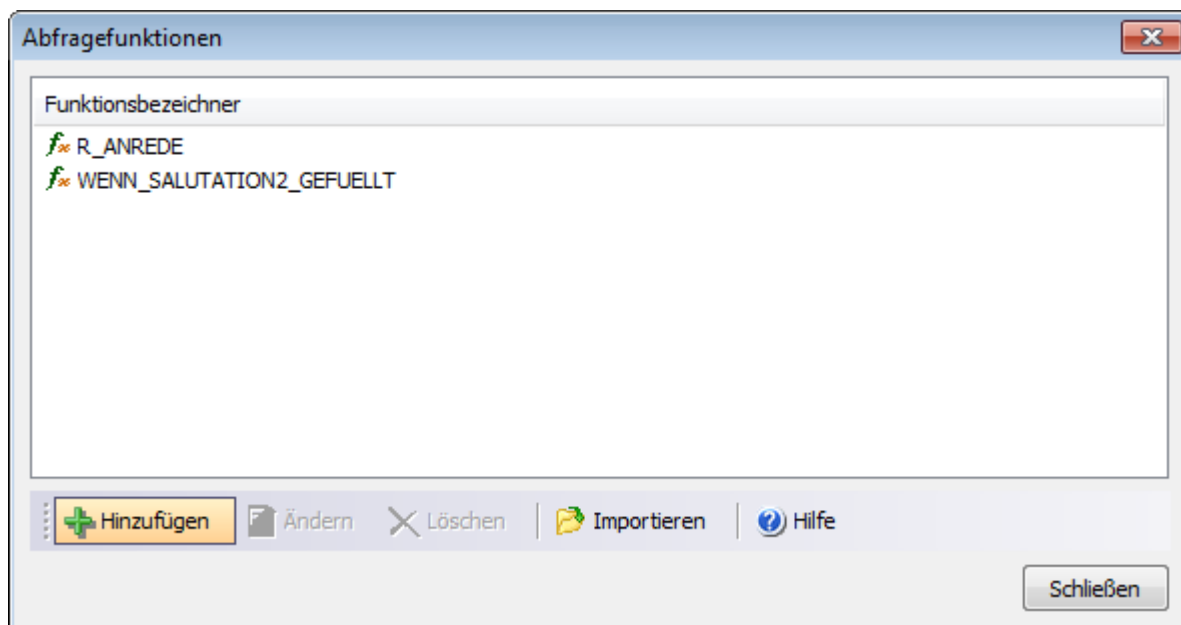 Abfragefunktionen
Funktionsbezeichner
R_ANREDE
WENN_SALUTATION2_GEFUELLT
Hinzufügen Ändern Löschen Importieren Hilfe
Schließen